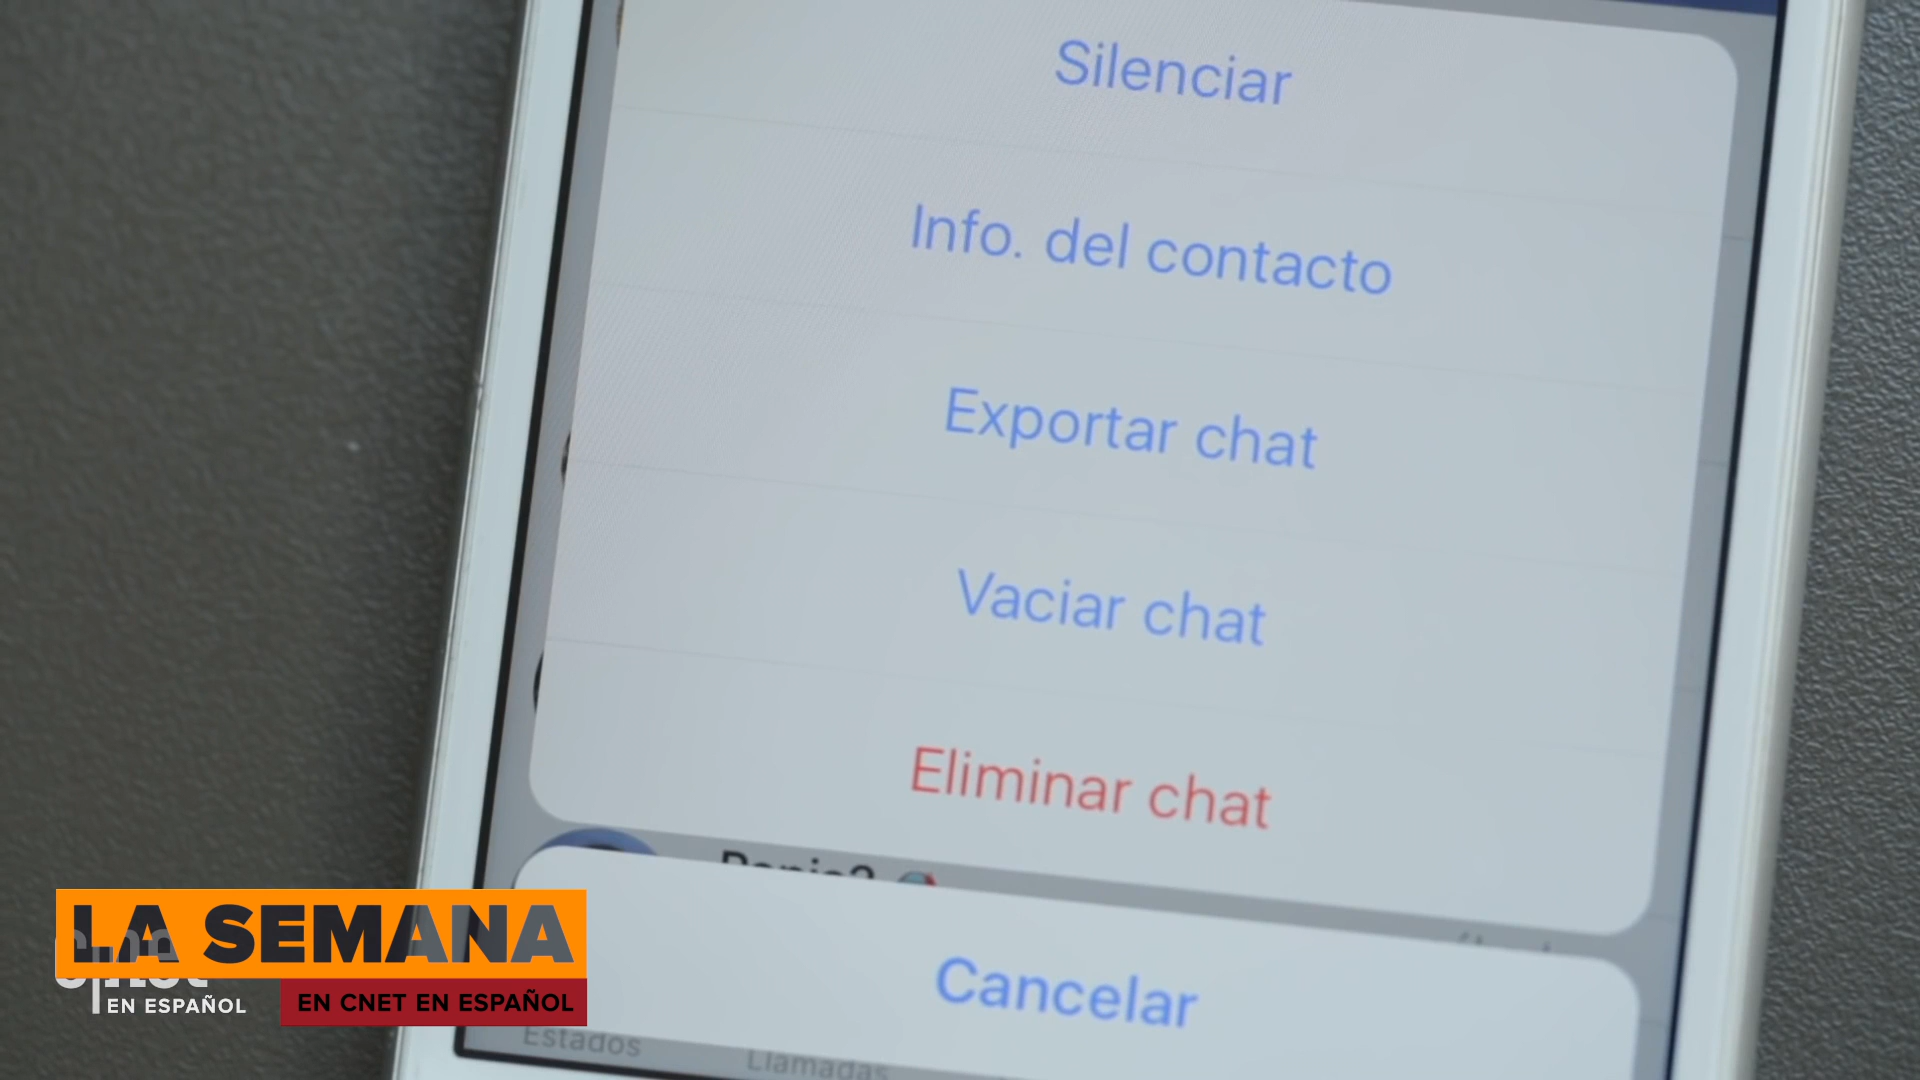 Silenciar
Info. del contacto
Exportar chat
Vaciar chat
Eliminar chat
Cancelar
Estados
Llamadas
LA SEMANA
cnet
EN ESPAÑOL
EN CNET EN ESPAÑOL